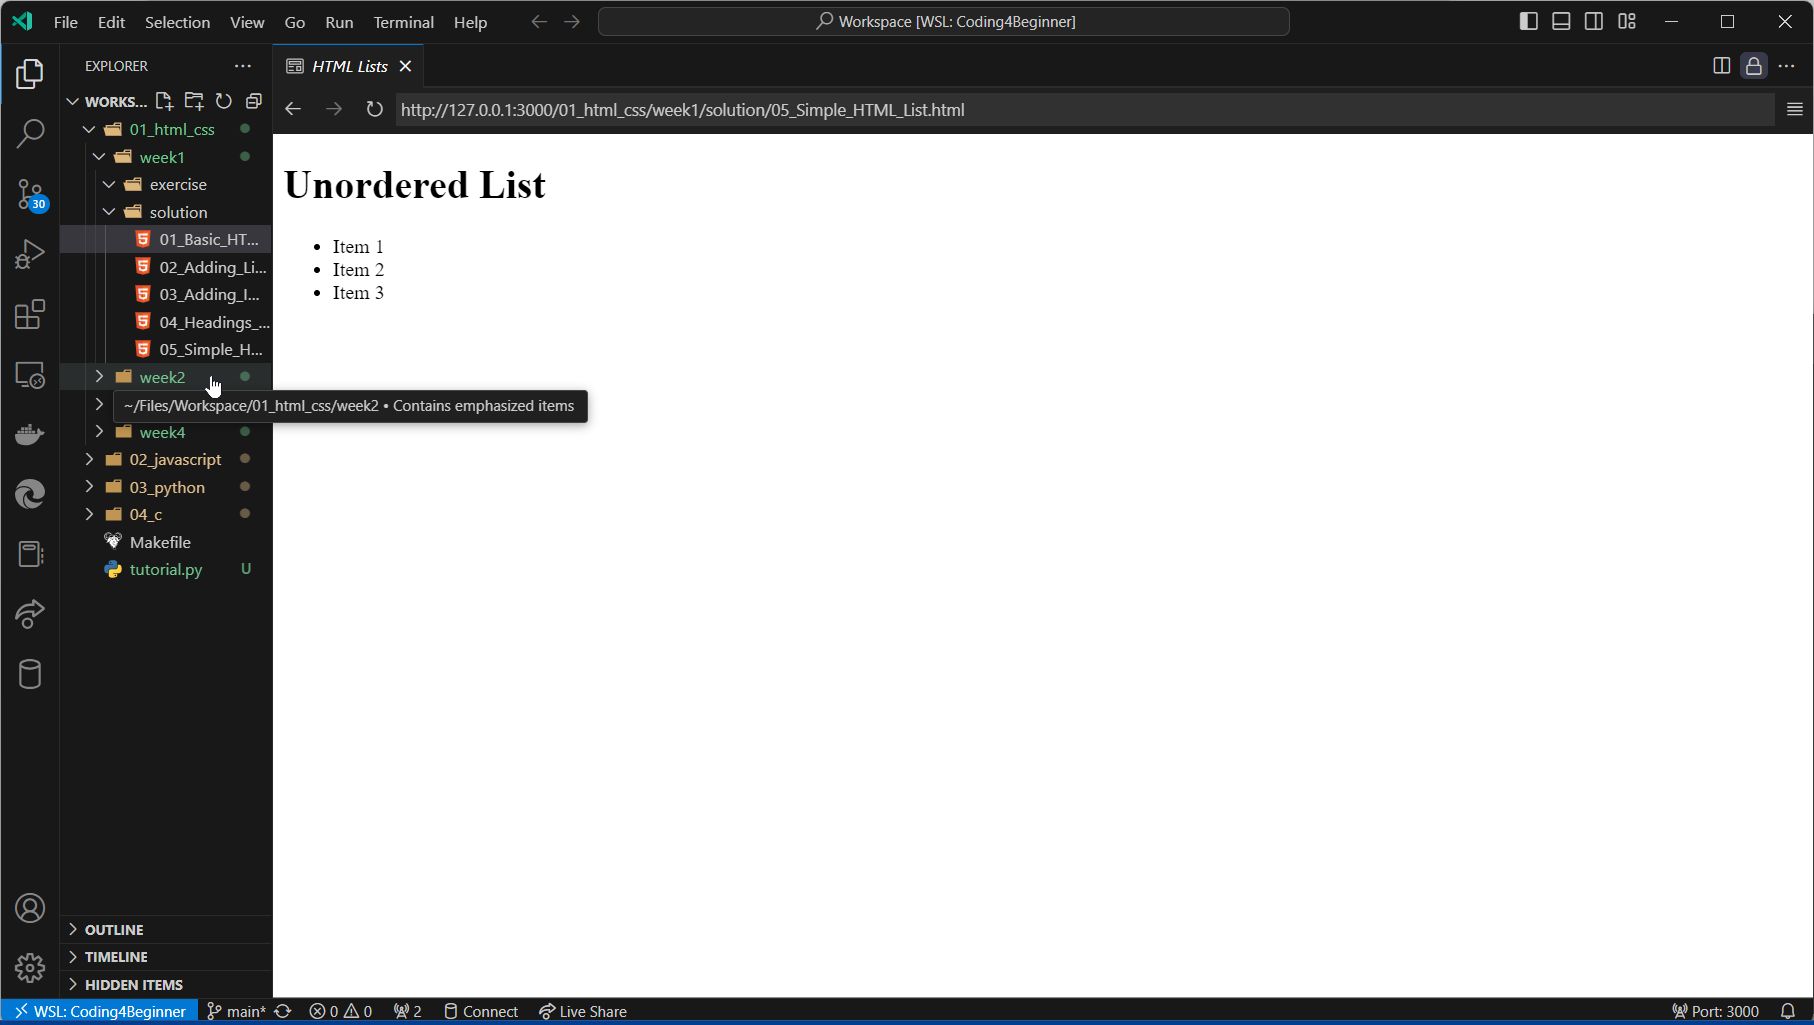 File Edit Selection View Go Run Terminal Help
Workspace [WSL: Coding4Beginner]
EXPLORER
HTML Lists
WORKS...
http://127.0.0.1:3000/01_html_css/week1/solution/05_Simple_HTML_List.html
01_html_css
week1
exercise
solution
01_Basic_HT...
02_Adding_Li...
03_Adding_I...
04_Headings_...
05_Simple_H...
week2
~/Files/Workspace/01_html_css/week2 • Contains emphasized items
week4
02_javascript
03_python
04_c
Makefile
tutorial.py U
30
Unordered List
• Item 1
• Item 2
• Item 3
OUTLINE
TIMELINE
HIDDEN ITEMS
WSL: Coding4Beginner main* 0 0 2 Connect Live Share Port: 3000